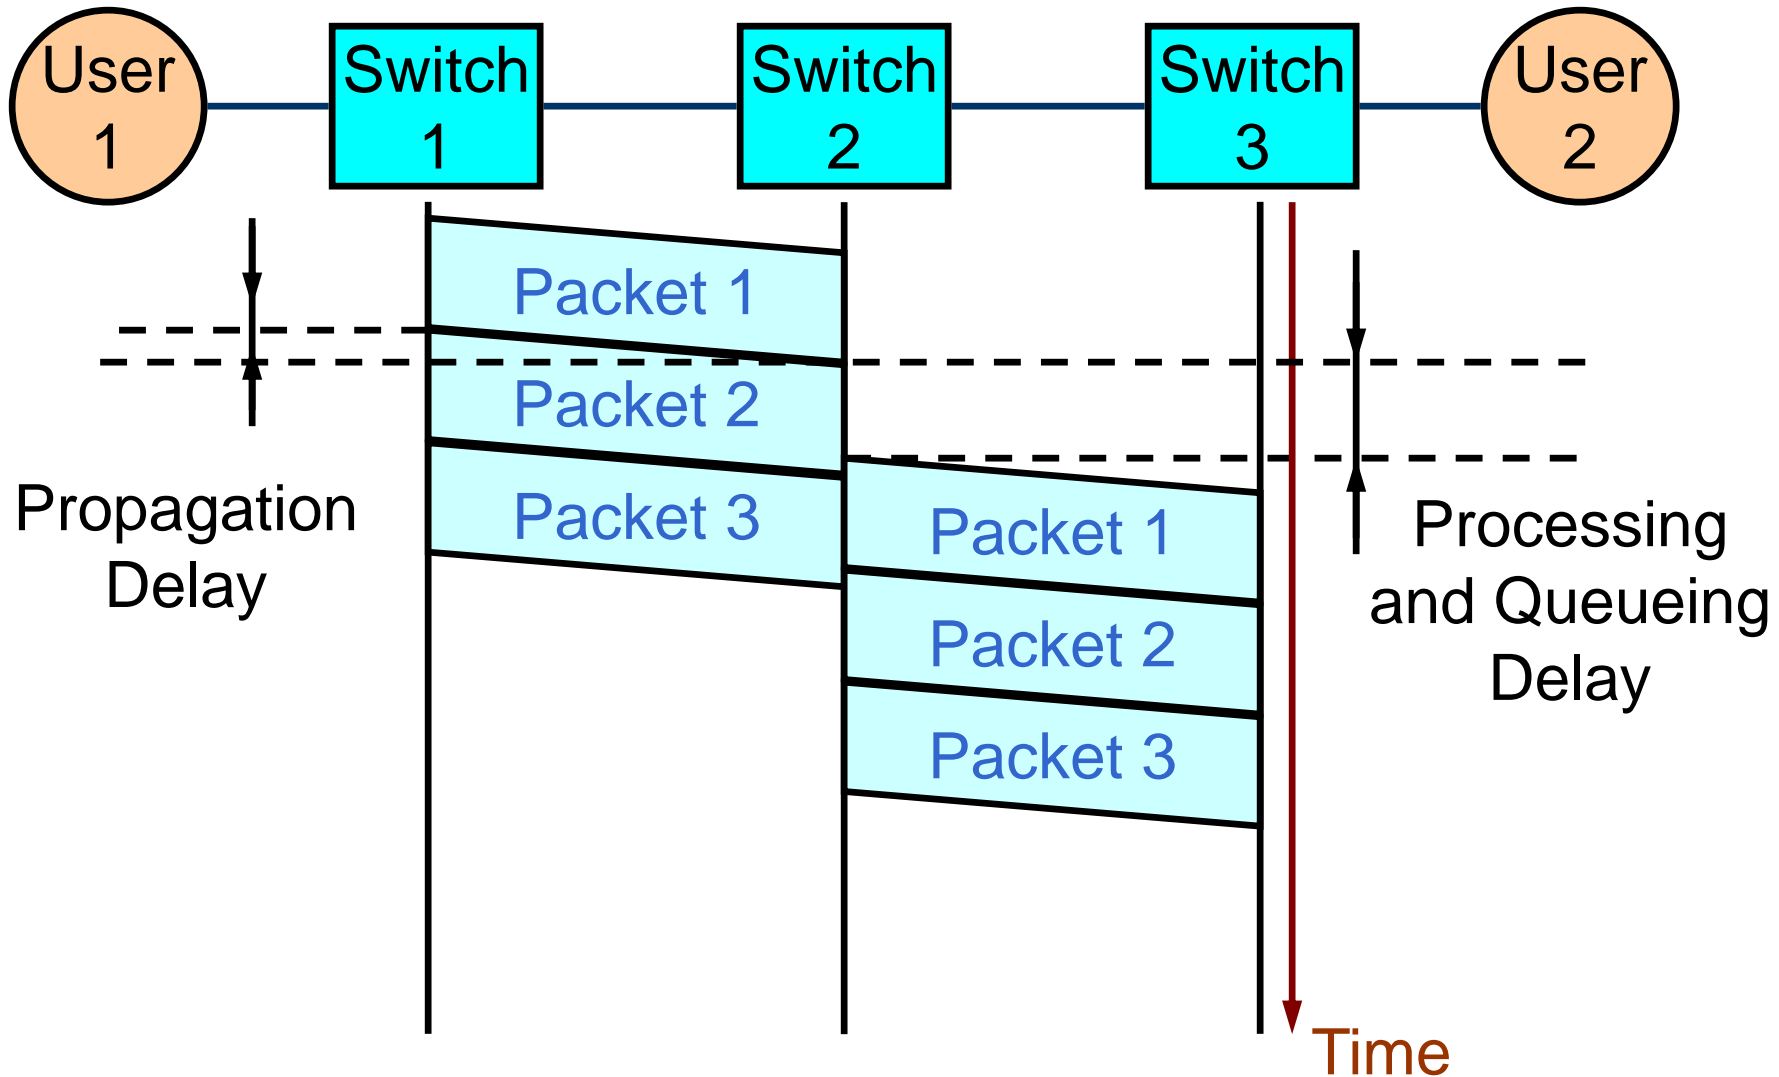 User
1
Switch
1
Switch
2
Switch
3
User
2
Packet 1
Packet 2
Packet 3
Propagation
Delay
Packet 1
Packet 2
Packet 3
Processing
and Queueing
Delay
Time